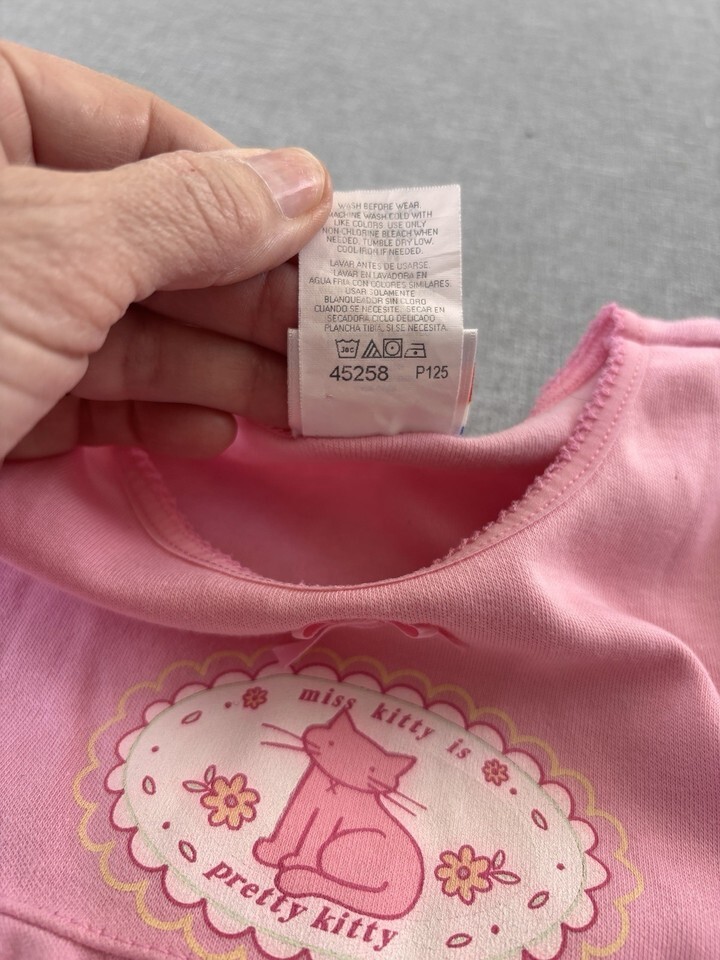 WASH BEFORE WEAR.
MACHINE WASH COLD WITH
LIKE COLORS. USE ONLY
NON-CHLORINE BLEACH WHEN
NEEDED. TUMBLE DRY LOW.
COOL IRON IF NEEDED.
LAVAR ANTES DE USARSE.
LAVAR EN LAVADORA EN
AGUA FRIA CON COLORES SIMILARES.
USAR SOLAMENTE
BLANQUEADOR SIN CLORO
CUANDO SE NECESITE. SECAR EN
SECADORA CICLO DELICADO
PLANCHA TIBIA, SI SE NECESITA.
30C
45258 P125
miss kitty is
pretty kitty